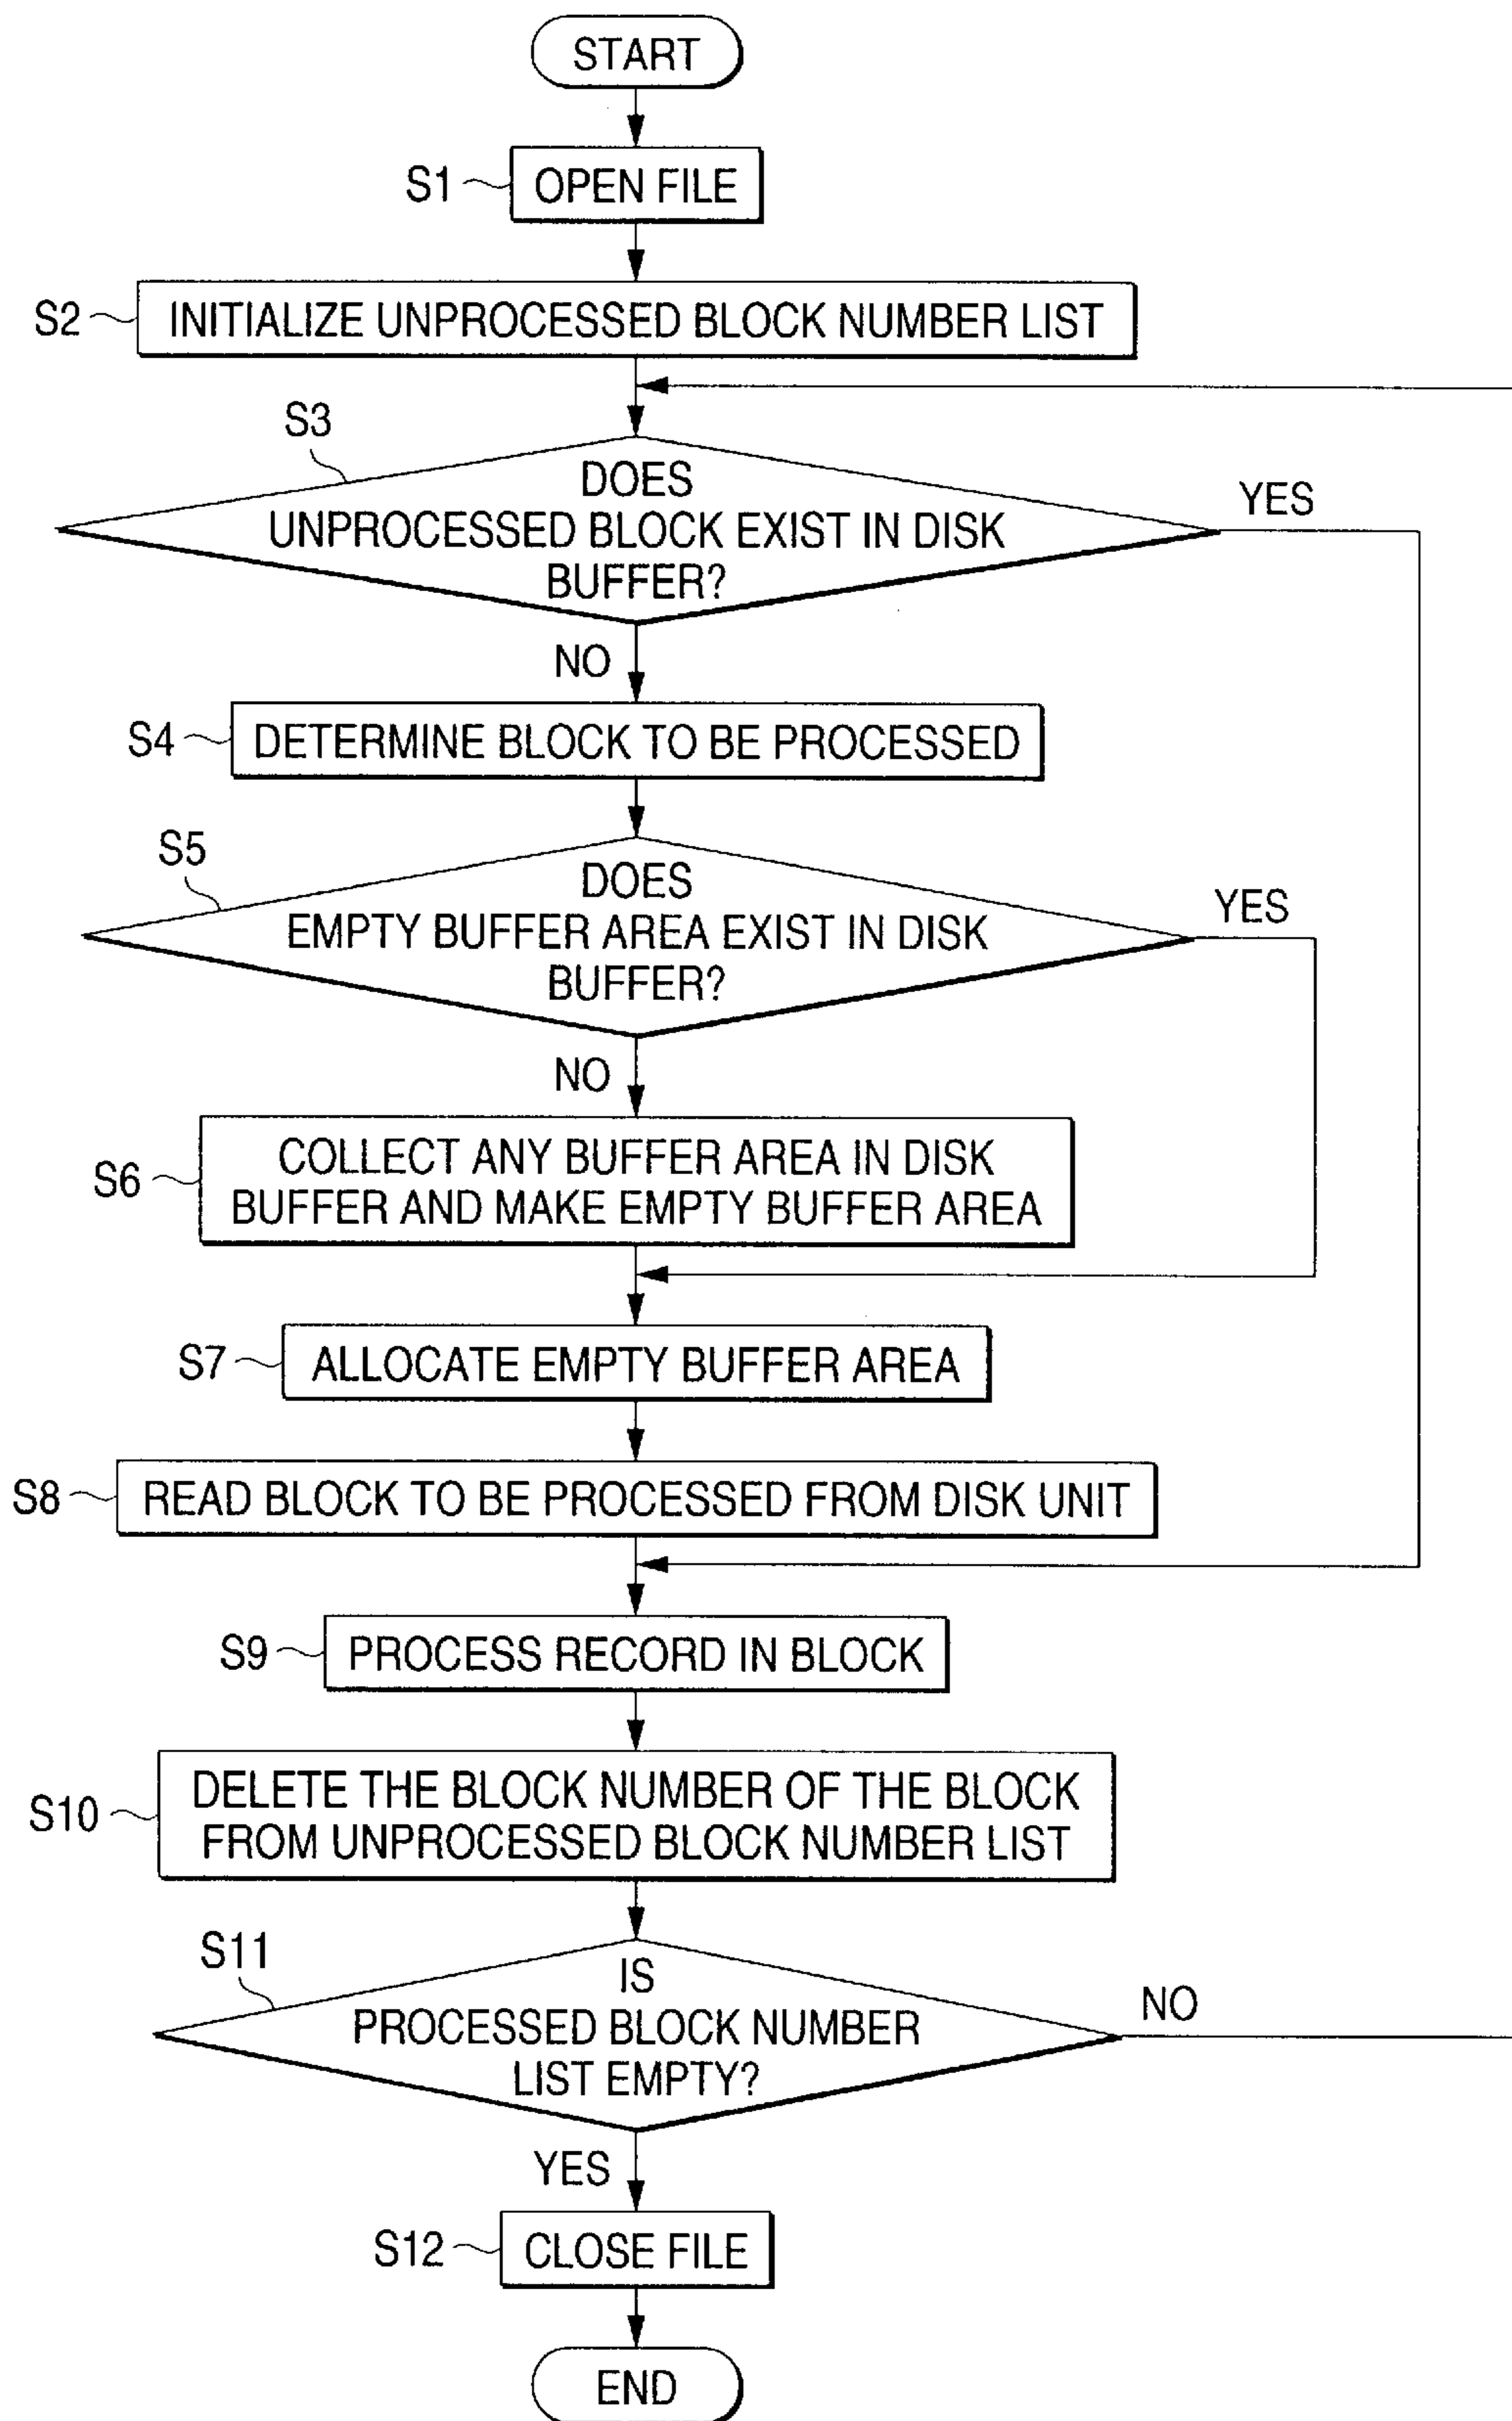 START
S1
OPEN FILE
S2
INITIALIZE UNPROCESSED BLOCK NUMBER LIST
S3
DOES
UNPROCESSED BLOCK EXIST IN DISK
BUFFER?
YES
NO
S4
DETERMINE BLOCK TO BE PROCESSED
S5
DOES
EMPTY BUFFER AREA EXIST IN DISK
BUFFER?
YES
NO
S6
COLLECT ANY BUFFER AREA IN DISK
BUFFER AND MAKE EMPTY BUFFER AREA
S7
ALLOCATE EMPTY BUFFER AREA
S8
READ BLOCK TO BE PROCESSED FROM DISK UNIT
S9
PROCESS RECORD IN BLOCK
S10
DELETE THE BLOCK NUMBER OF THE BLOCK
FROM UNPROCESSED BLOCK NUMBER LIST
S11
IS
PROCESSED BLOCK NUMBER
LIST EMPTY?
NO
YES
S12
CLOSE FILE
END